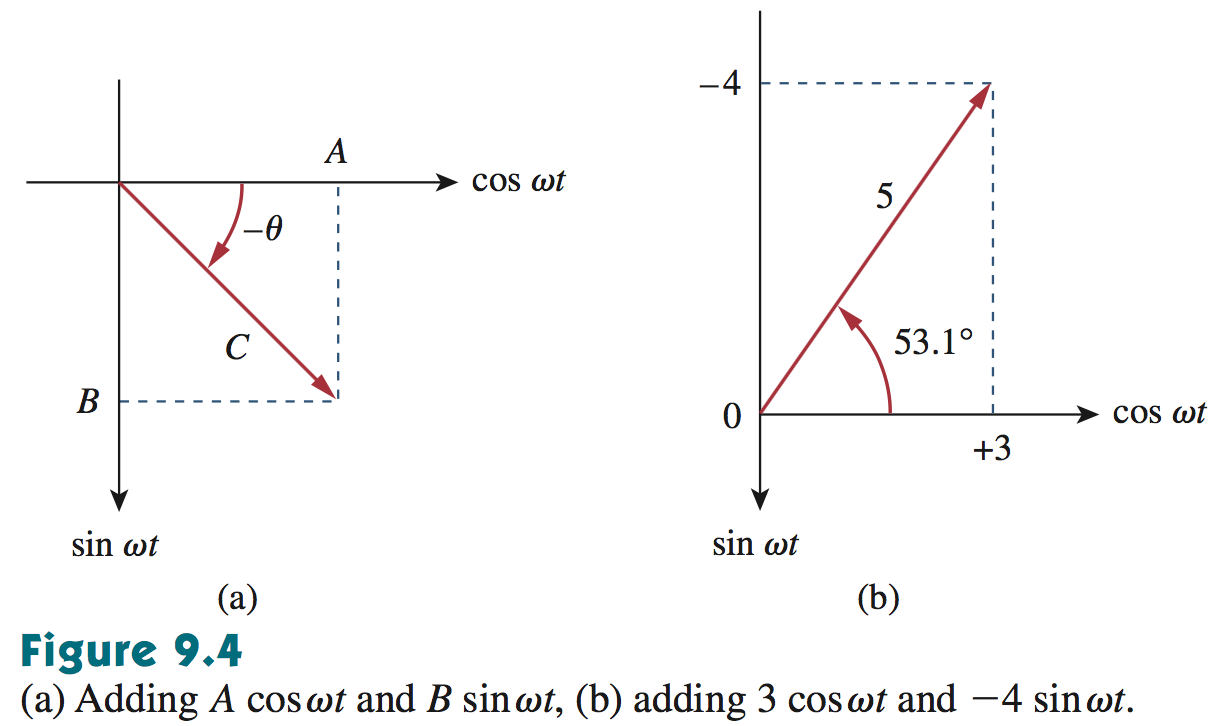 A
cos ωt
−θ
C
B
sin ωt
(a)
−4
5
53.1°
0
cos ωt
+3
sin ωt
(b)
Figure 9.4
(a) Adding A cos ωt and B sin ωt, (b) adding 3 cos ωt and −4 sin ωt.